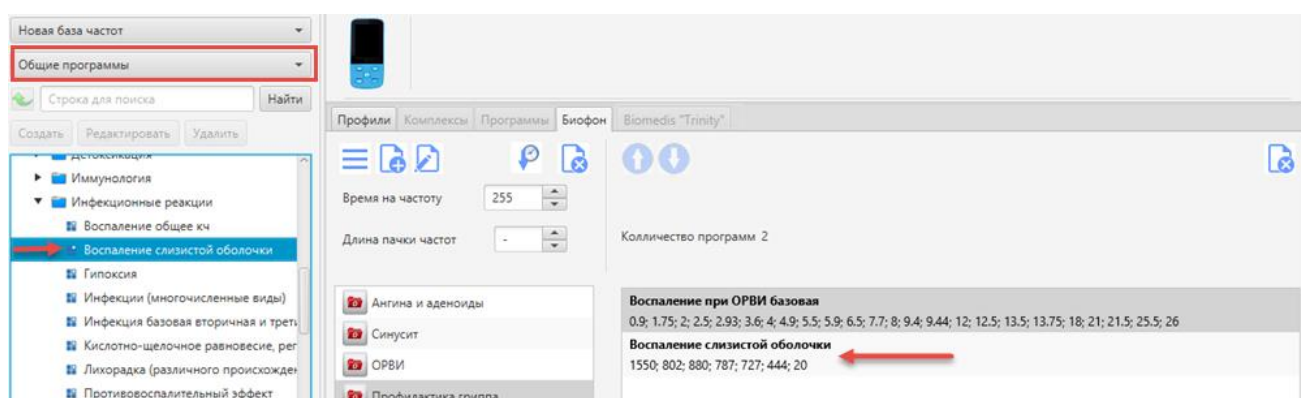 Новая база частот
Общие программы
Строка для поиска
Найти
Создать Редактировать Удалить
Детоксикация
Иммунология
Инфекционные реакции
Воспаление общее кч
Воспаление слизистой оболочки
Гипоксия
Инфекции (многочисленные виды)
Инфекция базовая вторичная и трети
Кислотно-щелочное равновесие, рег
Лихорадка (различного происхожден
Противовоспалительный эффект
Профили Комплексы Программы Биофон Biomedis "Trinity"
Время на частоту 255
Длина пачки частот -
Колличество программ 2
Ангина и аденоиды
Синусит
ОРВИ
Профилактика гриппа
Воспаление при ОРВИ базовая
0.9; 1.75; 2; 2.5; 2.93; 3.6; 4; 4.9; 5.5; 5.9; 6.5; 7.7; 8; 9.4; 9.44; 12; 12.5; 13.5; 13.75; 18; 21; 21.5; 25.5; 26
Воспаление слизистой оболочки
1550; 802; 880; 787; 727; 444; 20